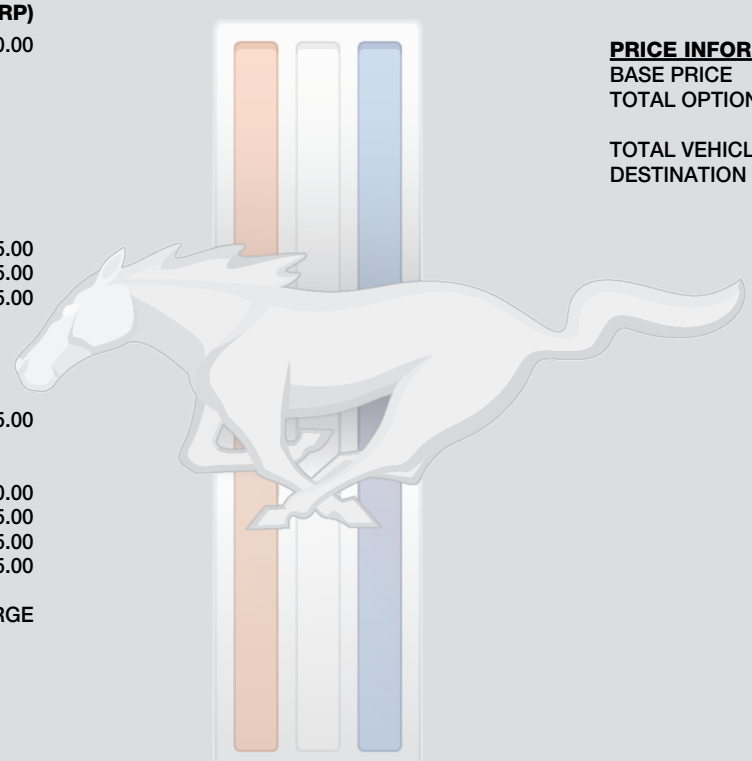 RP)
0.00
5.00
5.00
5.00
5.00
0.00
5.00
5.00
5.00
RGE
PRICE INFOR
BASE PRICE
TOTAL OPTION
TOTAL VEHICL
DESTINATION